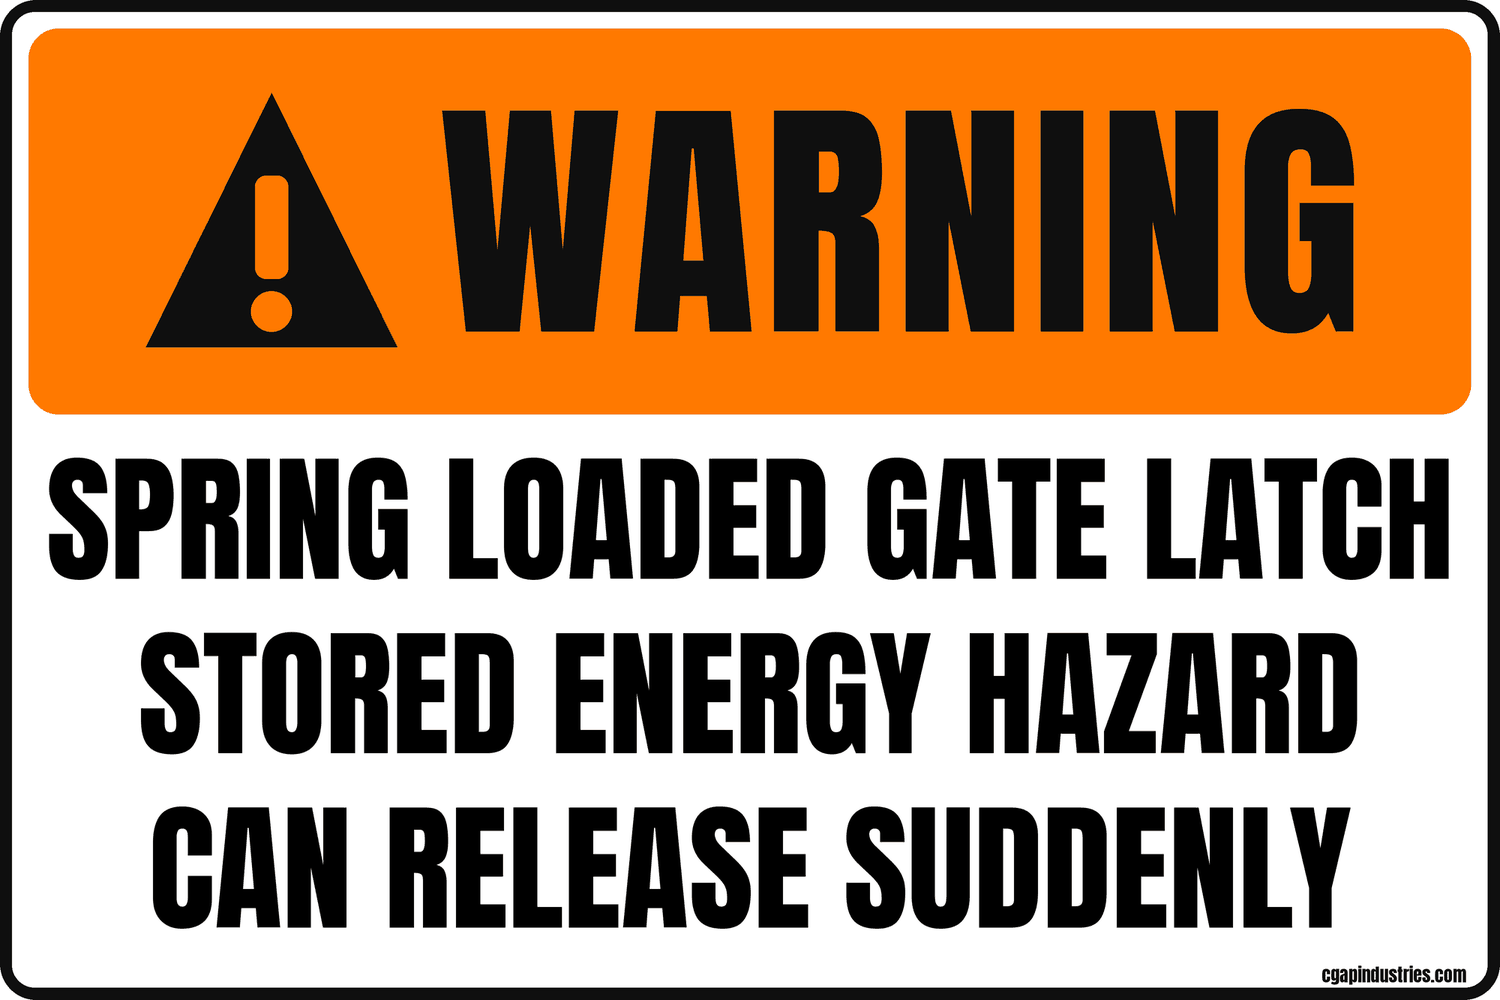 WARNING
SPRING LOADED GATE LATCH
STORED ENERGY HAZARD
CAN RELEASE SUDDENLY
cgapindustries.com